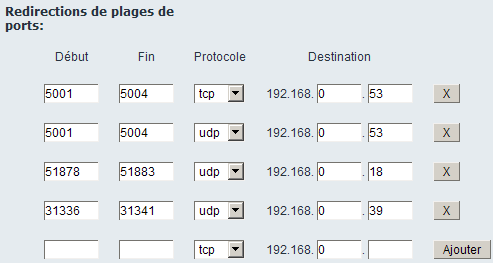 Redirections de plages de
ports:
Début Fin Protocole Destination
5001 5004 tcp 192.168. 0 . 53 X
5001 5004 udp 192.168. 0 . 53 X
51878 51883 udp 192.168. 0 . 18 X
31336 31341 udp 192.168. 0 . 39 X
tcp 192.168. 0 . Ajouter